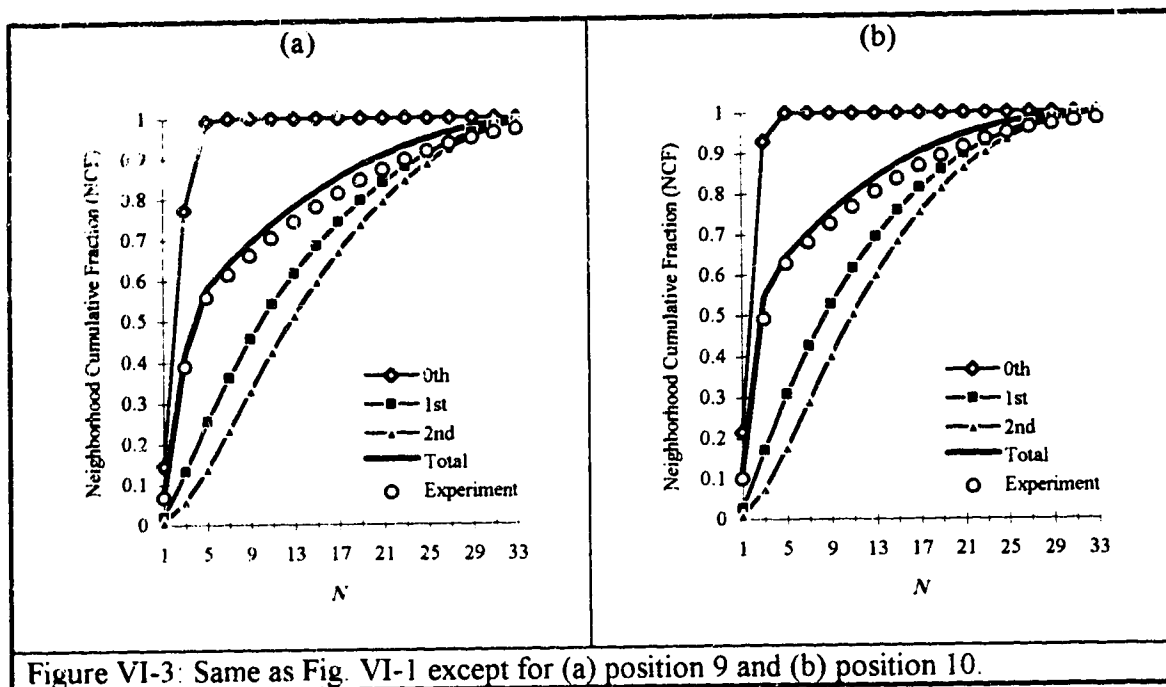 (a)
Neighborhood Cumulative Fraction (NCF)
1
0.9
0.8
0.7
0.6
0.5
0.4
0.3
0.2
0.1
0
1 5 9 13 17 21 25 29 33
N
0th
1st
2nd
Total
Experiment
(b)
Neighborhood Cumulative Fraction (NCF)
1
0.9
0.8
0.7
0.6
0.5
0.4
0.3
0.2
0.1
0
1 5 9 13 17 21 25 29 33
N
0th
1st
2nd
Total
Experiment
Figure VI-3: Same as Fig. VI-1 except for (a) position 9 and (b) position 10.